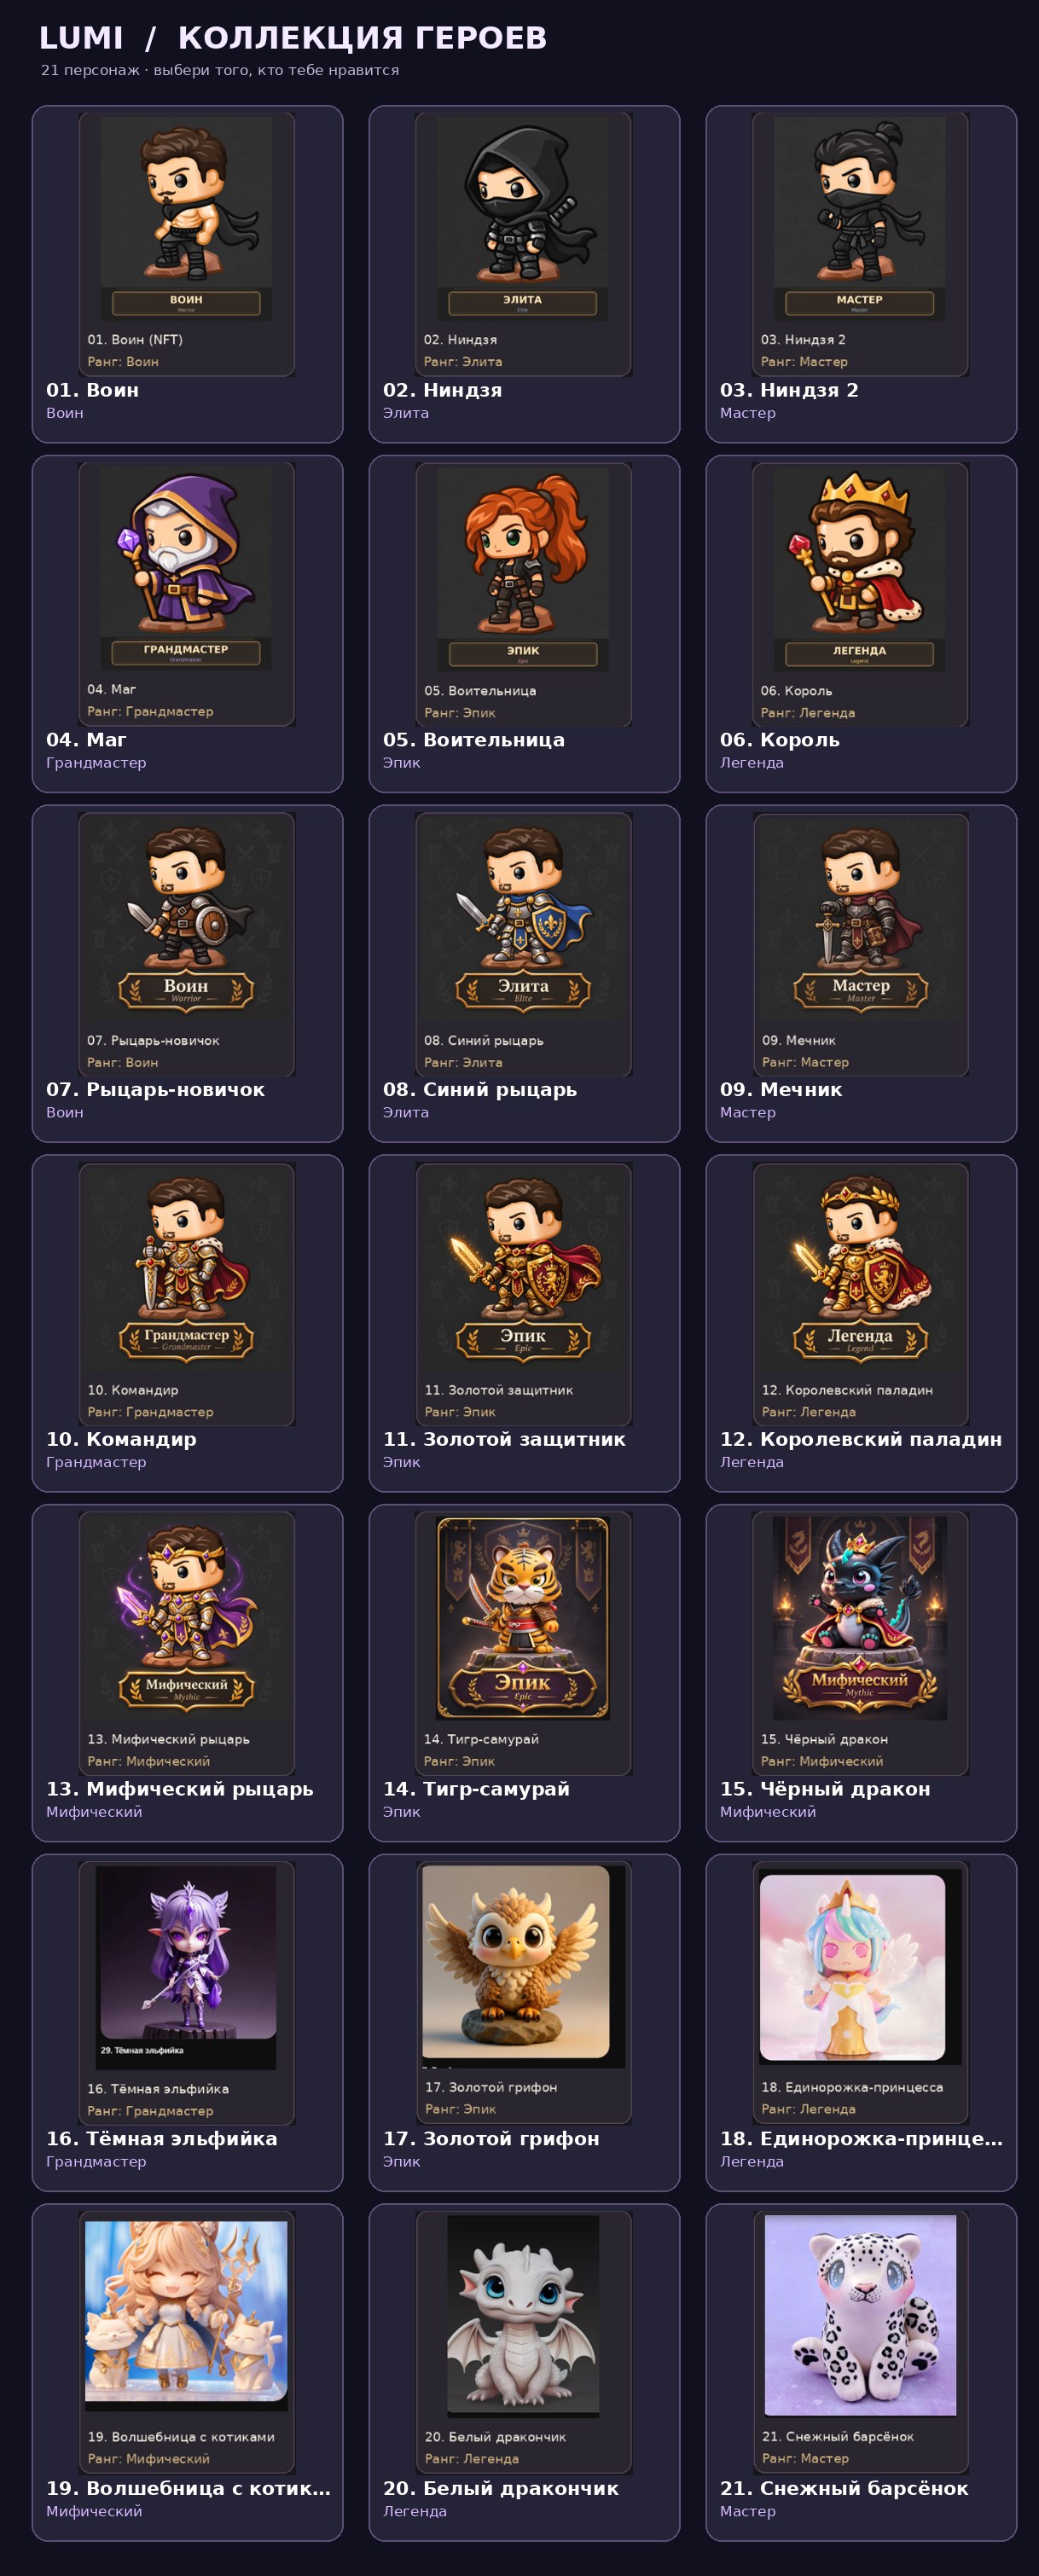 LUMI / КОЛЛЕКЦИЯ ГЕРОЕВ
21 персонаж · выбери того, кто тебе нравится
ВОИН
Warrior
01. Воин (NFT)
Ранг: Воин
01. Воин
Воин
ЭЛИТА
Elite
02. Ниндзя
Ранг: Элита
02. Ниндзя
Элита
МАСТЕР
Master
03. Ниндзя 2
Ранг: Мастер
03. Ниндзя 2
Мастер
ГРАНДМАСТЕР
Grandmaster
04. Маг
Ранг: Грандмастер
04. Маг
Грандмастер
ЭПИК
Epic
05. Воительница
Ранг: Эпик
05. Воительница
Эпик
ЛЕГЕНДА
Legend
06. Король
Ранг: Легенда
06. Король
Легенда
Воин
Warrior
07. Рыцарь-новичок
Ранг: Воин
07. Рыцарь-новичок
Воин
Элита
Elite
08. Синий рыцарь
Ранг: Элита
08. Синий рыцарь
Элита
Мастер
Master
09. Мечник
Ранг: Мастер
09. Мечник
Мастер
Грандмастер
Grandmaster
10. Командир
Ранг: Грандмастер
10. Командир
Грандмастер
Эпик
Epic
11. Золотой защитник
Ранг: Эпик
11. Золотой защитник
Эпик
Легенда
Legend
12. Королевский паладин
Ранг: Легенда
12. Королевский паладин
Легенда
Мифический
Mythic
13. Мифический рыцарь
Ранг: Мифический
13. Мифический рыцарь
Мифический
Эпик
Epic
14. Тигр-самурай
Ранг: Эпик
14. Тигр-самурай
Эпик
Мифический
Mythic
15. Чёрный дракон
Ранг: Мифический
15. Чёрный дракон
Мифический
29. Тёмная эльфийка
16. Тёмная эльфийка
Ранг: Грандмастер
16. Тёмная эльфийка
Грандмастер
17. Золотой грифон
Ранг: Эпик
17. Золотой грифон
Эпик
18. Единорожка-принцесса
Ранг: Легенда
18. Единорожка-принце...
Легенда
19. Волшебница с котиками
Ранг: Мифический
19. Волшебница с котик...
Мифический
20. Белый дракончик
Ранг: Легенда
20. Белый дракончик
Легенда
21. Снежный барсёнок
Ранг: Мастер
21. Снежный барсёнок
Мастер